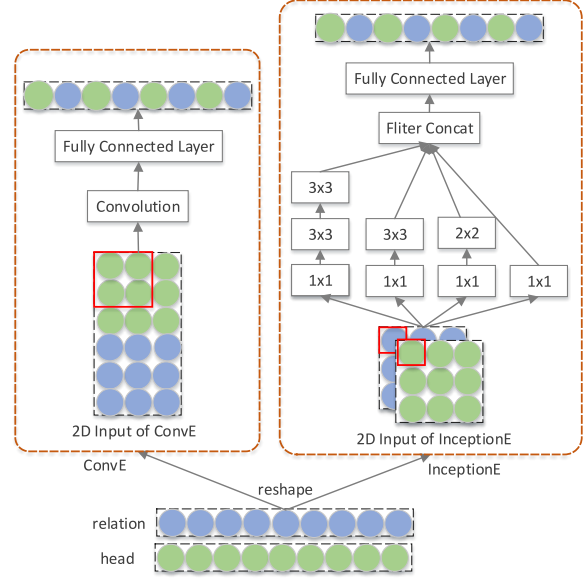 Fully Connected Layer
Fliter Concat
3x3
3x3 3x3 2x2
1x1 1x1 1x1 1x1
2D Input of InceptionE
InceptionE
Fully Connected Layer
Convolution
2D Input of ConvE
ConvE
reshape
relation
head